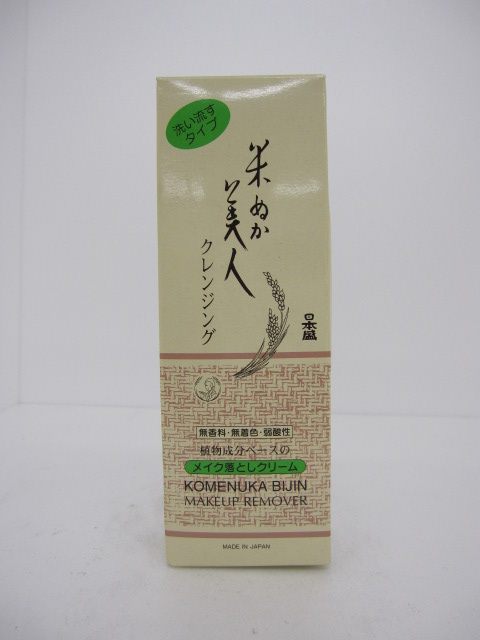 洗い流す
タイプ
米ぬか美人
クレンジング
日本盛
無香料・無着色・弱酸性
植物成分ベースの
メイク落としクリーム
KOMENUKA BIJIN
MAKEUP REMOVER
MADE IN JAPAN